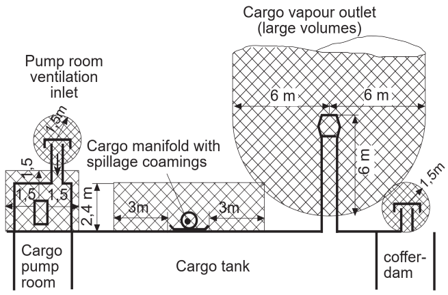 Cargo vapour outlet
(large volumes)
Pump room
ventilation
inlet
6 m
6 m
1,5m
Cargo manifold with
spillage coamings
6 m
1,5
1,5m
1,5
1,5
2,4 m
3m
3m
Cargo
pump
room
Cargo tank
coffer-
dam